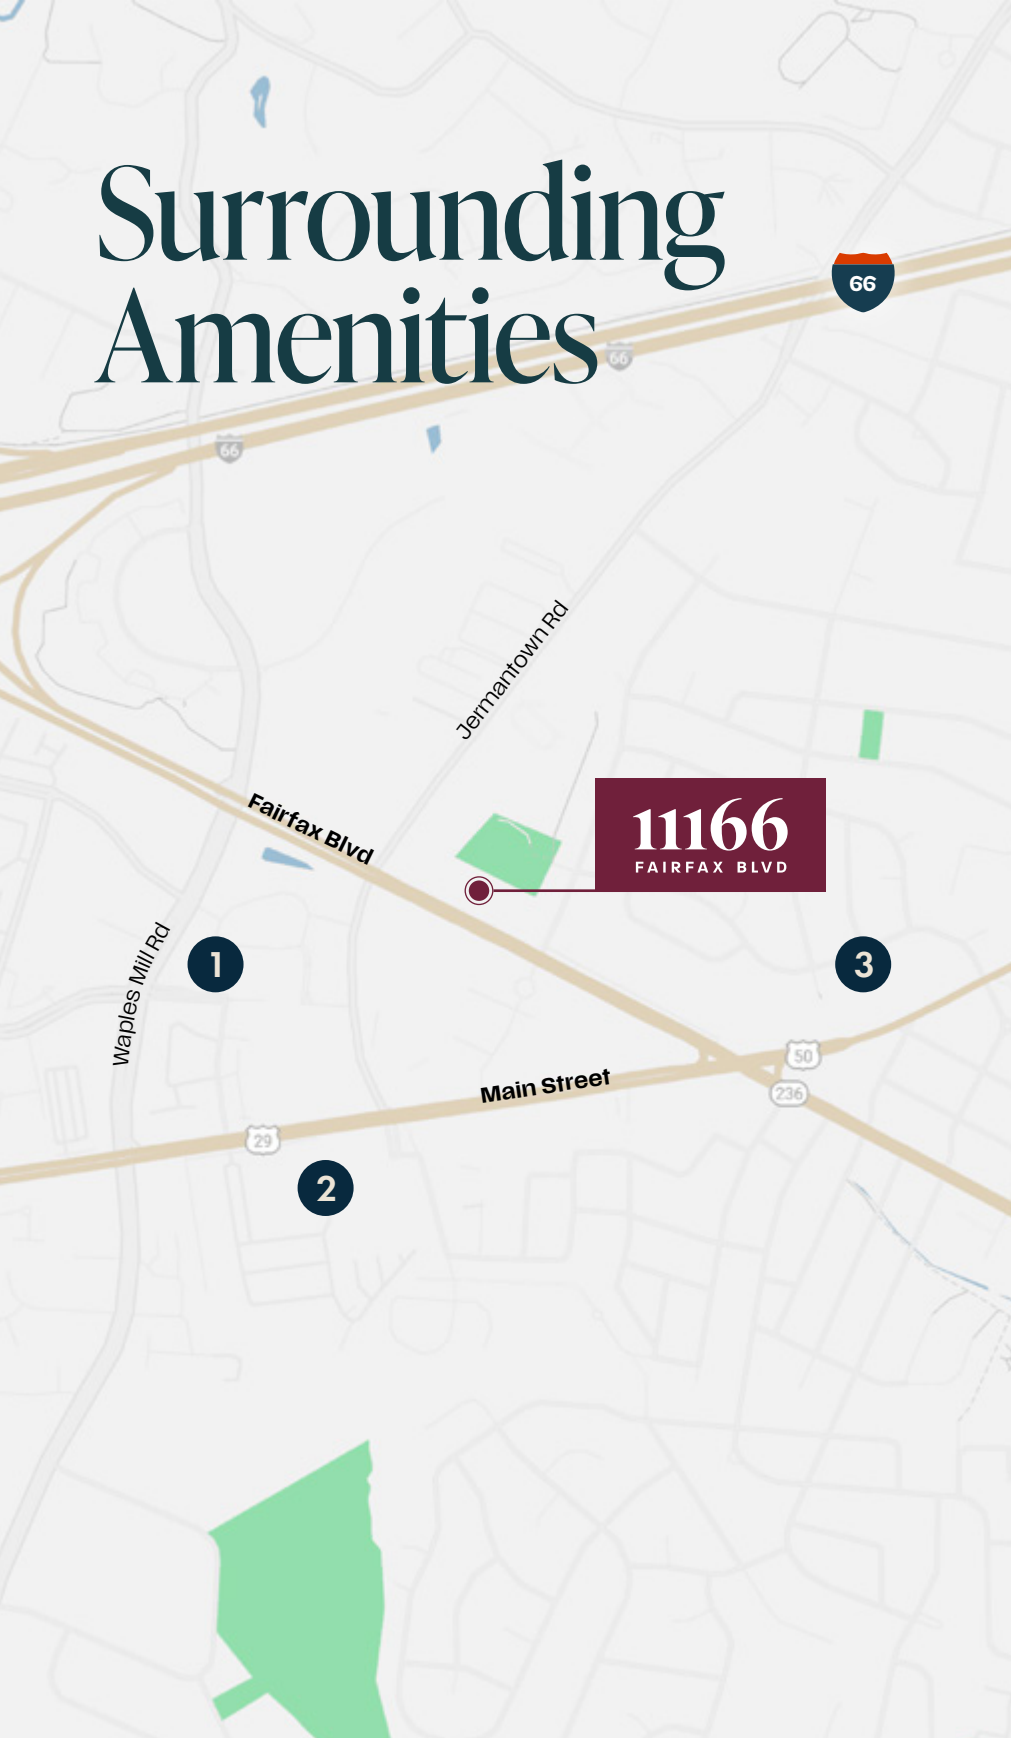 Surrounding
Amenities
66
66
66
Jermantown Rd
11166
FAIRFAX BLVD
Fairfax Blvd
Waples Mill Rd
1
3
50
Main Street
236
29
2